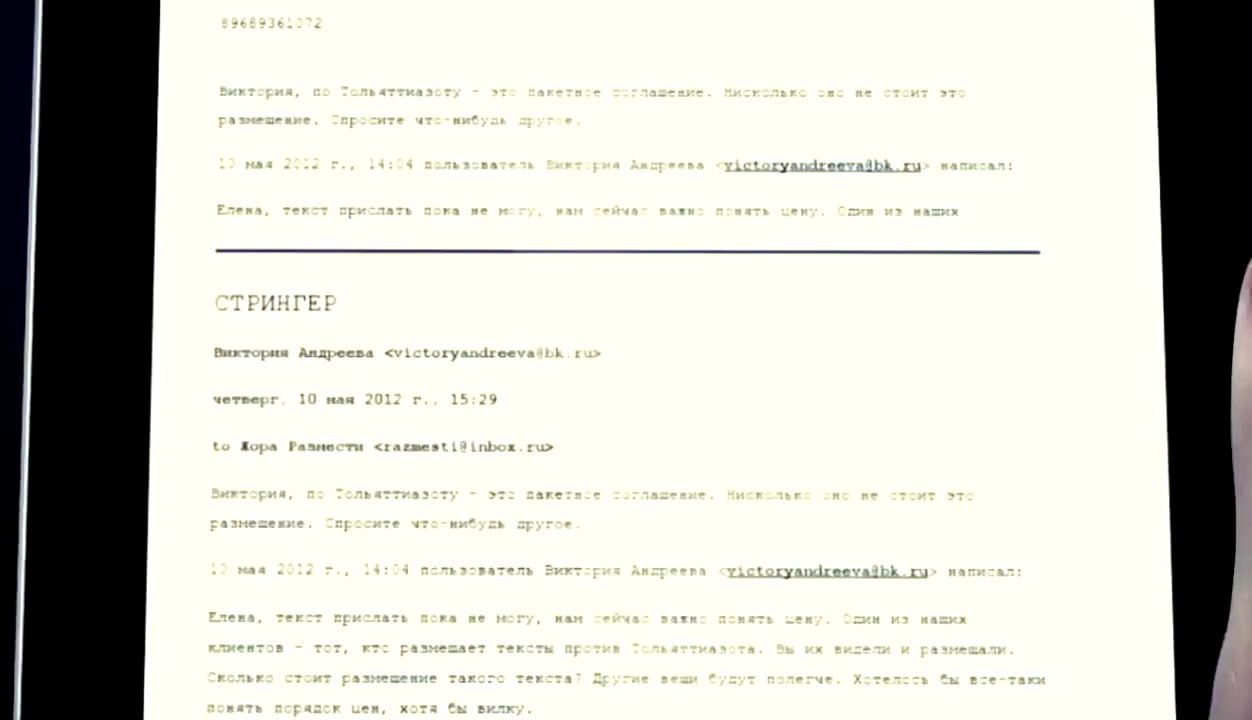 89689361072
Виктория, по Тольяттиазоту - это пакетное соглашение. Нисколько оно не стоит это
размещение. Спросите что-нибудь другое.
10 мая 2012 г., 14:04 пользователь Виктория Андреева <victoryandreeva@bk.ru> написал:
Елена, текст прислать пока не могу, нам сейчас важно понять цену. Один из наших
СТРИНГЕР
Виктория Андреева <victoryandreeva@bk.ru>
четверг, 10 мая 2012 г., 15:29
to Жора Размести <razmesti@inbox.ru>
Виктория, по Тольяттиазоту - это пакетное соглашение. Нисколько оно не стоит это
размещение. Спросите что-нибудь другое.
10 мая 2012 г., 14:04 пользователь Виктория Андреева <victoryandreeva@bk.ru> написал:
Елена, текст прислать пока не могу, нам сейчас важно понять цену. Один из наших
клиентов - тот, кто размещает тексты против Тольяттиазота. Вы их видели и размещали.
Сколько стоит размещение такого текста? Другие вещи будут полегче. Хотелось бы все-таки
понять порядок цен, хотя бы вилку.